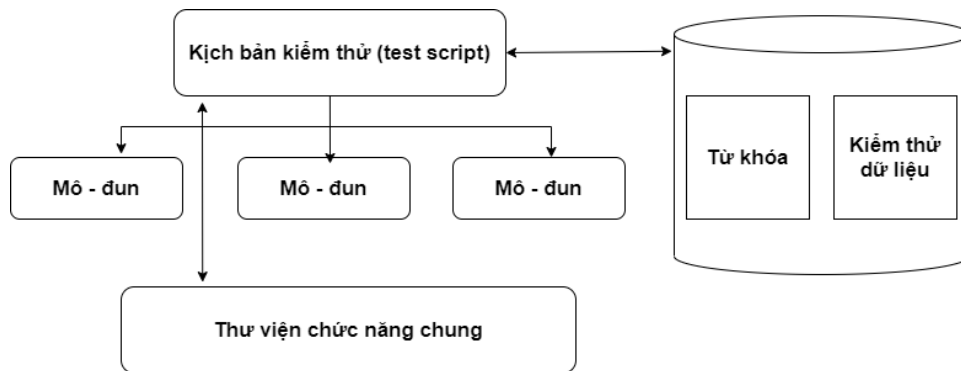 Kịch bản kiểm thử (test script)
Từ khóa
Kiểm thử
dữ liệu
Mô - đun
Mô - đun
Mô - đun
Thư viện chức năng chung